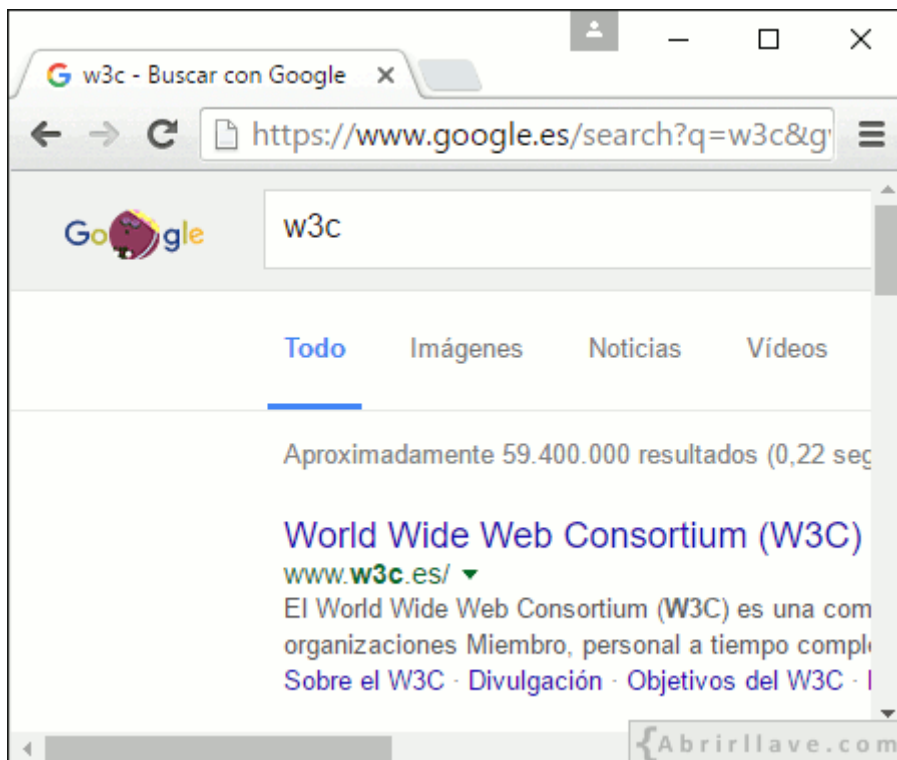 w3c - Buscar con Google
https://www.google.es/search?q=w3c&g
Google
w3c
Todo Imágenes Noticias Vídeos
Aproximadamente 59.400.000 resultados (0,22 seg
World Wide Web Consortium (W3C)
www.w3c.es/
El World Wide Web Consortium (W3C) es una com
organizaciones Miembro, personal a tiempo comple
Sobre el W3C · Divulgación · Objetivos del W3C ·
{Abrirllave.com